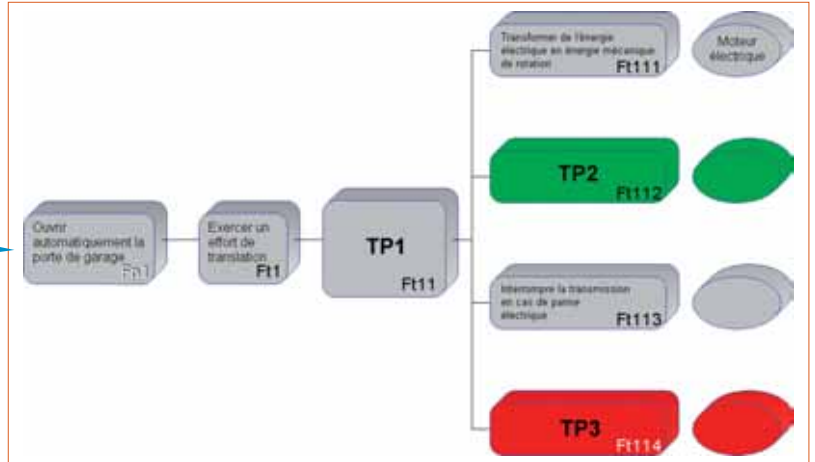 Transformer de l'énergie
électrique en énergie mécanique
de rotation
Ft111
Moteur
électrique
TP2
Ft112
Ouvrir
automatiquement la
porte de garage
Fp1
Exercer un
effort de
translation
Ft1
TP1
Ft11
Interrompre la transmission
en cas de panne
électrique
Ft113
TP3
Ft114